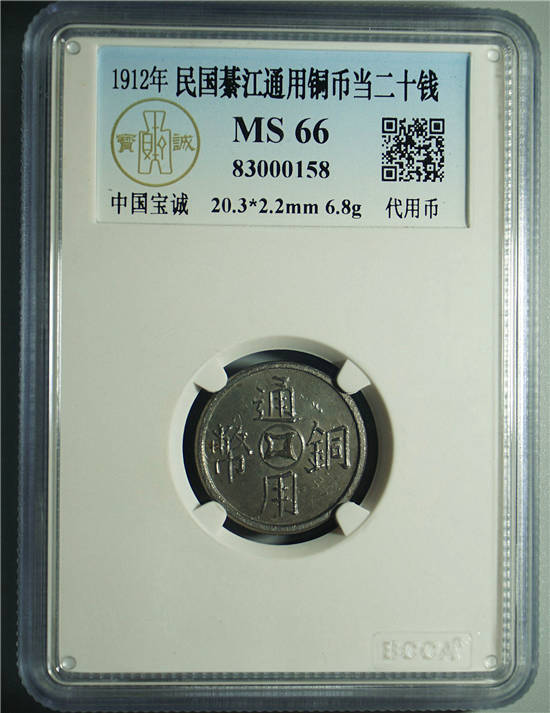 1912年 民国綦江通用铜币当二十钱
寶 誠
MS 66
83000158
中国宝诚 20.3*2.2mm 6.8g 代用币
通
幣 銅
用
BCCA